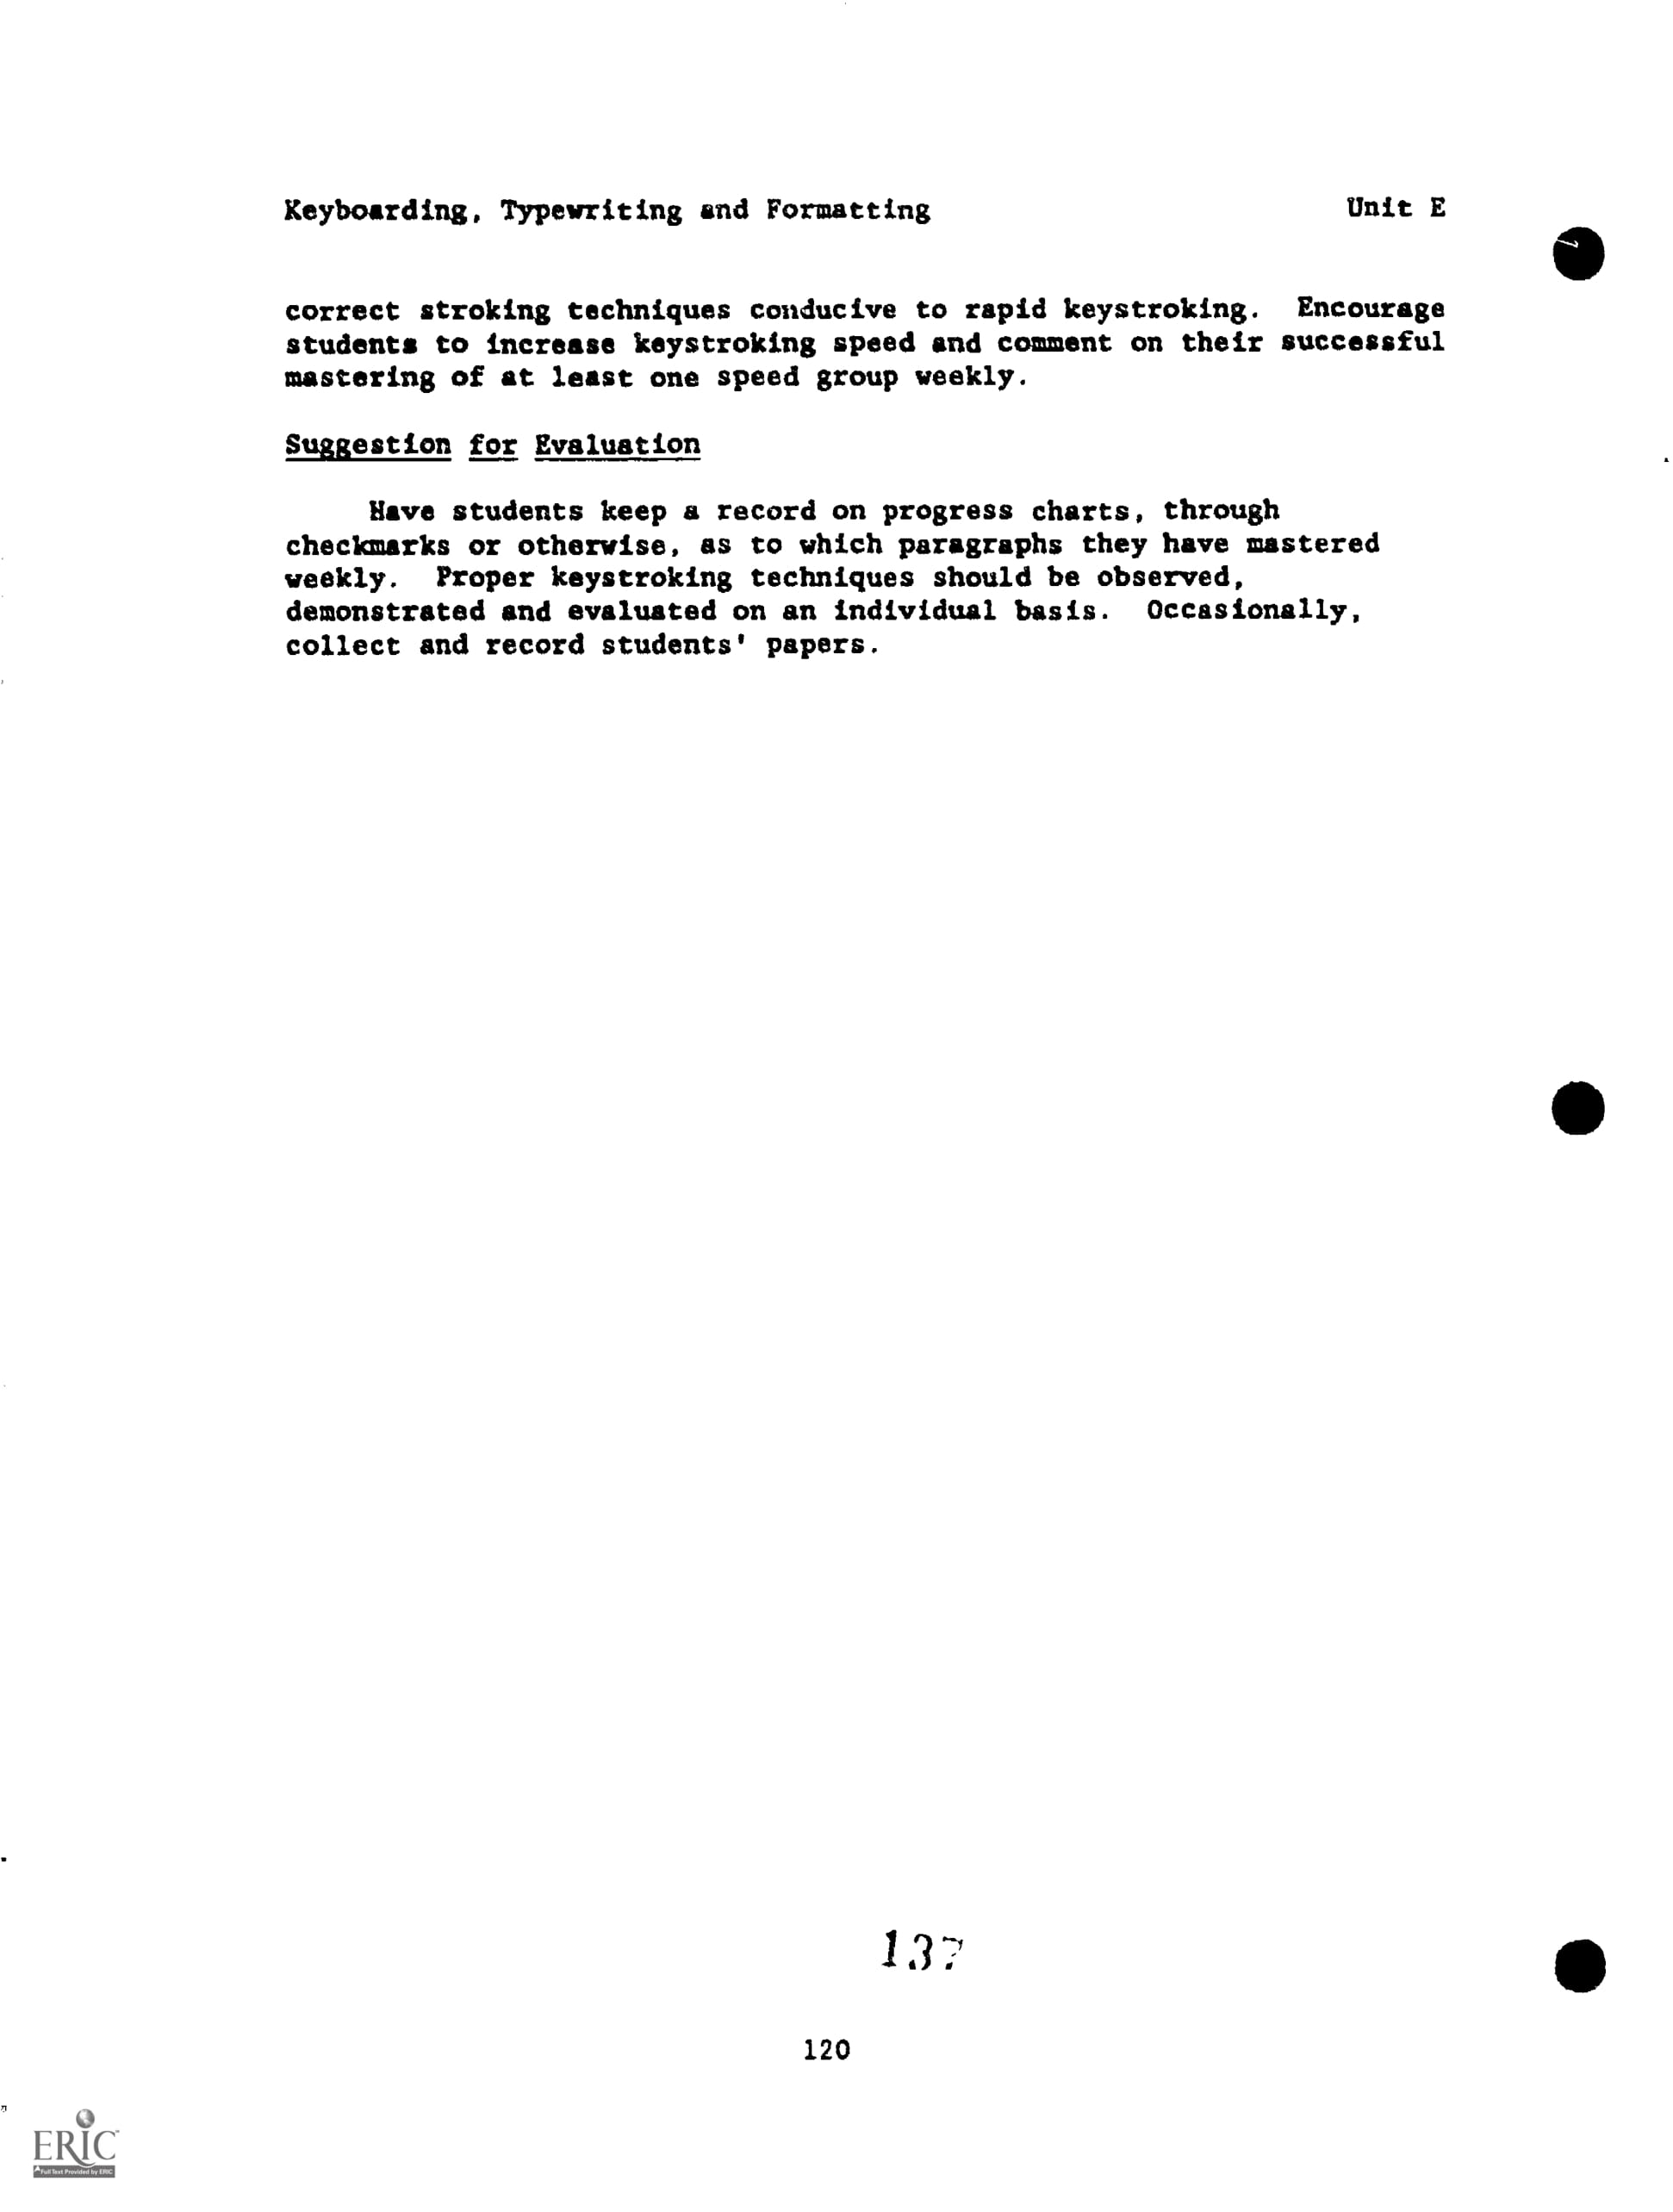 Keyboarding, Typewriting and Formatting Unit E
correct stroking techniques conducive to rapid keystroking. Encourage
students to increase keystroking speed and comment on their successful
mastering of at least one speed group weekly.
Suggestion for Evaluation
Have students keep a record on progress charts, through
checkmarks or otherwise, as to which paragraphs they have mastered
weekly. Proper keystroking techniques should be observed,
demonstrated and evaluated on an individual basis. Occasionally,
collect and record students' papers.
137
120
ERIC
Full Text Provided by ERIC